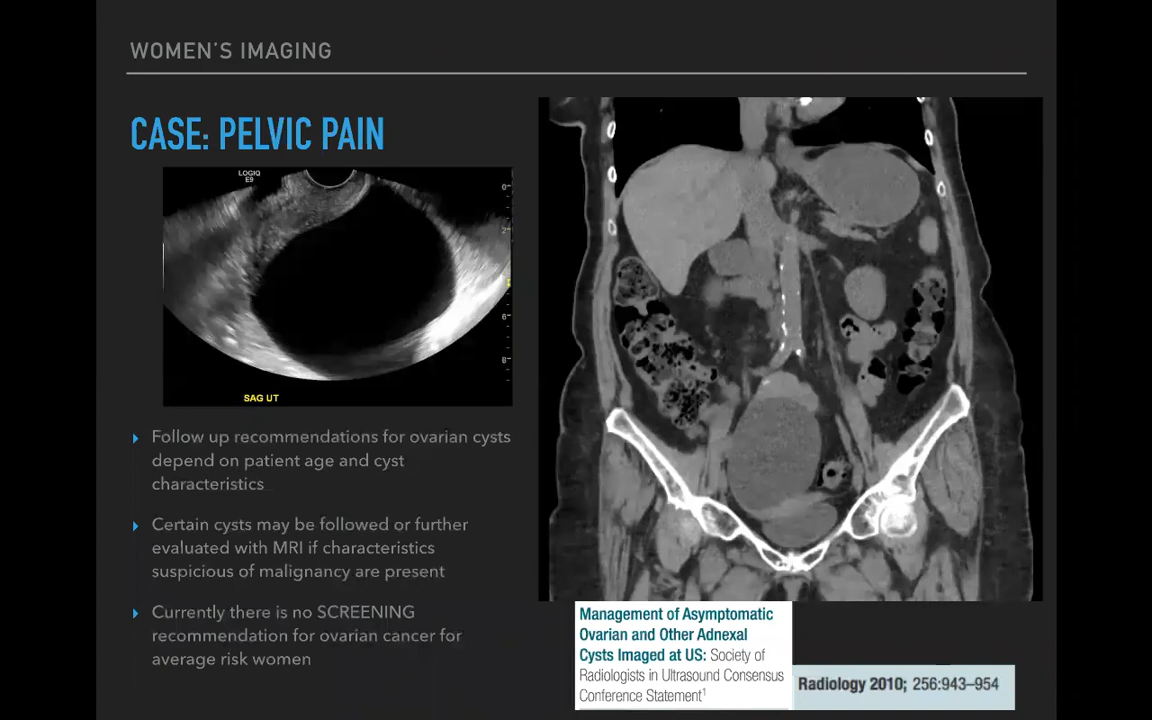 WOMEN'S IMAGING
CASE: PELVIC PAIN
LOGIQ
E9
0
2
6
8
SAG UT
Follow up recommendations for ovarian cysts
depend on patient age and cyst
characteristics
Certain cysts may be followed or further
evaluated with MRI if characteristics
suspicious of malignancy are present
Currently there is no SCREENING
recommendation for ovarian cancer for
average risk women
Management of Asymptomatic
Ovarian and Other Adnexal
Cysts Imaged at US: Society of
Radiologists in Ultrasound Consensus
Conference Statement¹
Radiology 2010; 256:943–954